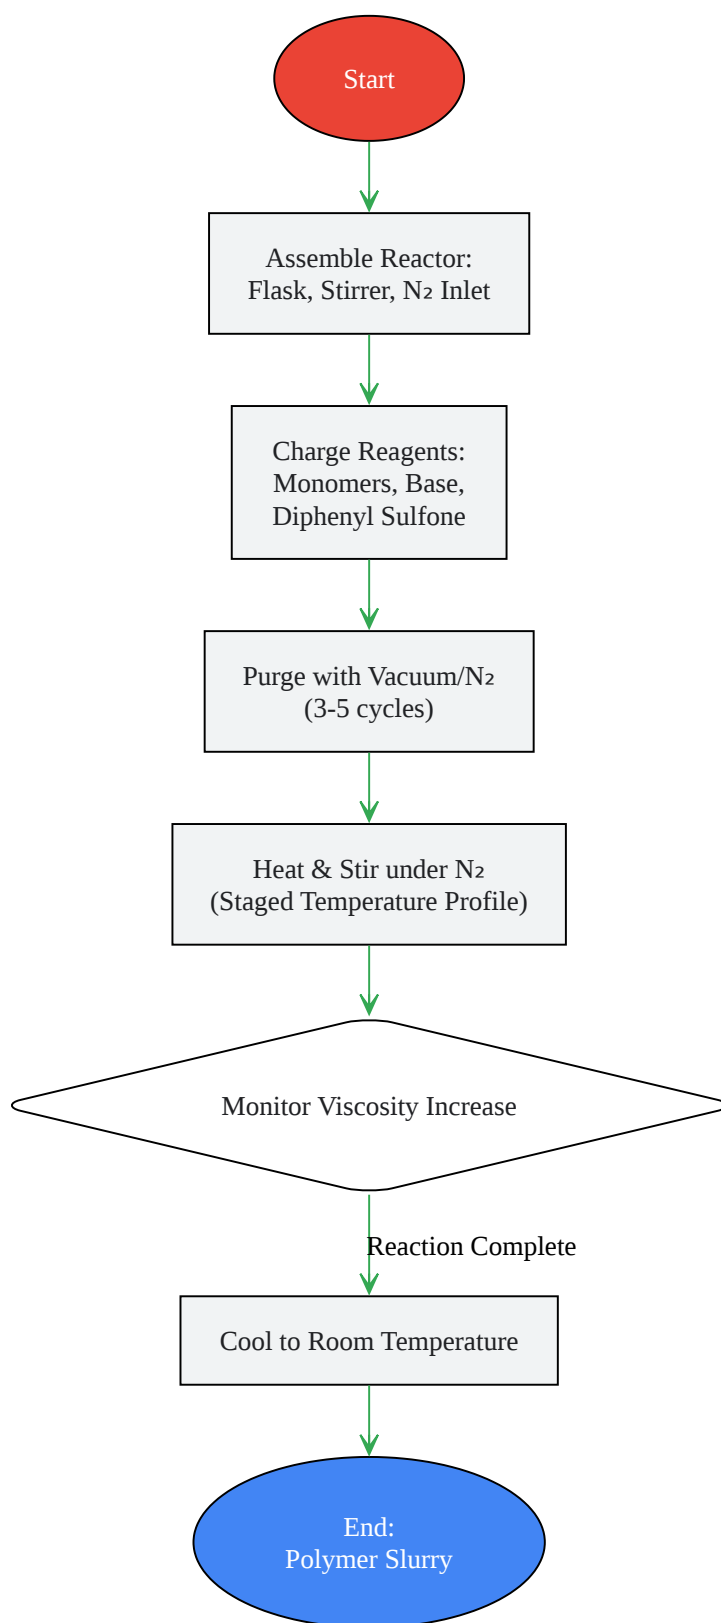 Start
Assemble Reactor:
Flask, Stirrer, N₂ Inlet
Charge Reagents:
Monomers, Base,
Diphenyl Sulfone
Purge with Vacuum/N₂
(3-5 cycles)
Heat & Stir under N₂
(Staged Temperature Profile)
Monitor Viscosity Increase
Reaction Complete
Cool to Room Temperature
End:
Polymer Slurry